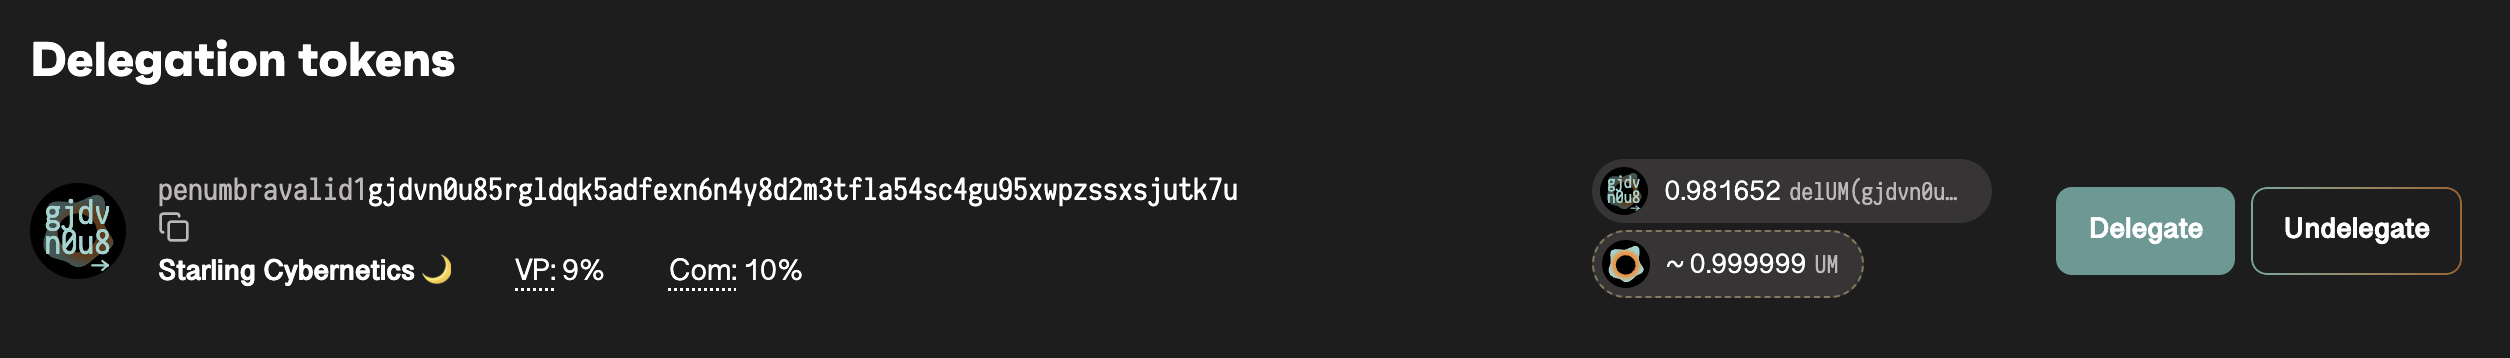 Delegation tokens
gjdv
n0u8
→
penumbravalid1gjdvn0u85rgldqk5adfexn6n4y8d2m3tfla54sc4gu95xwpzssxsjutk7u
Starling Cybernetics 🌙 VP: 9% Com: 10%
gjdv
n0u8
→
0.981652 delUM(gjdvn0u…
~ 0.999999 UM
Delegate
Undelegate